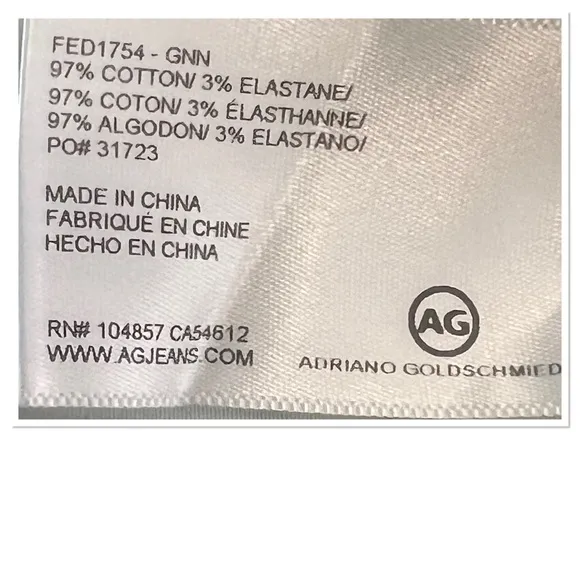 FED1754 - GNN
97% COTTON/ 3% ELASTANE/
97% COTON/ 3% ÉLASTHANNE/
97% ALGODON/ 3% ELASTANO/
PO# 31723
MADE IN CHINA
FABRIQUÉ EN CHINE
HECHO EN CHINA
RN# 104857 CA54612
WWW.AGJEANS.COM
AG
ADRIANO GOLDSCHMIED